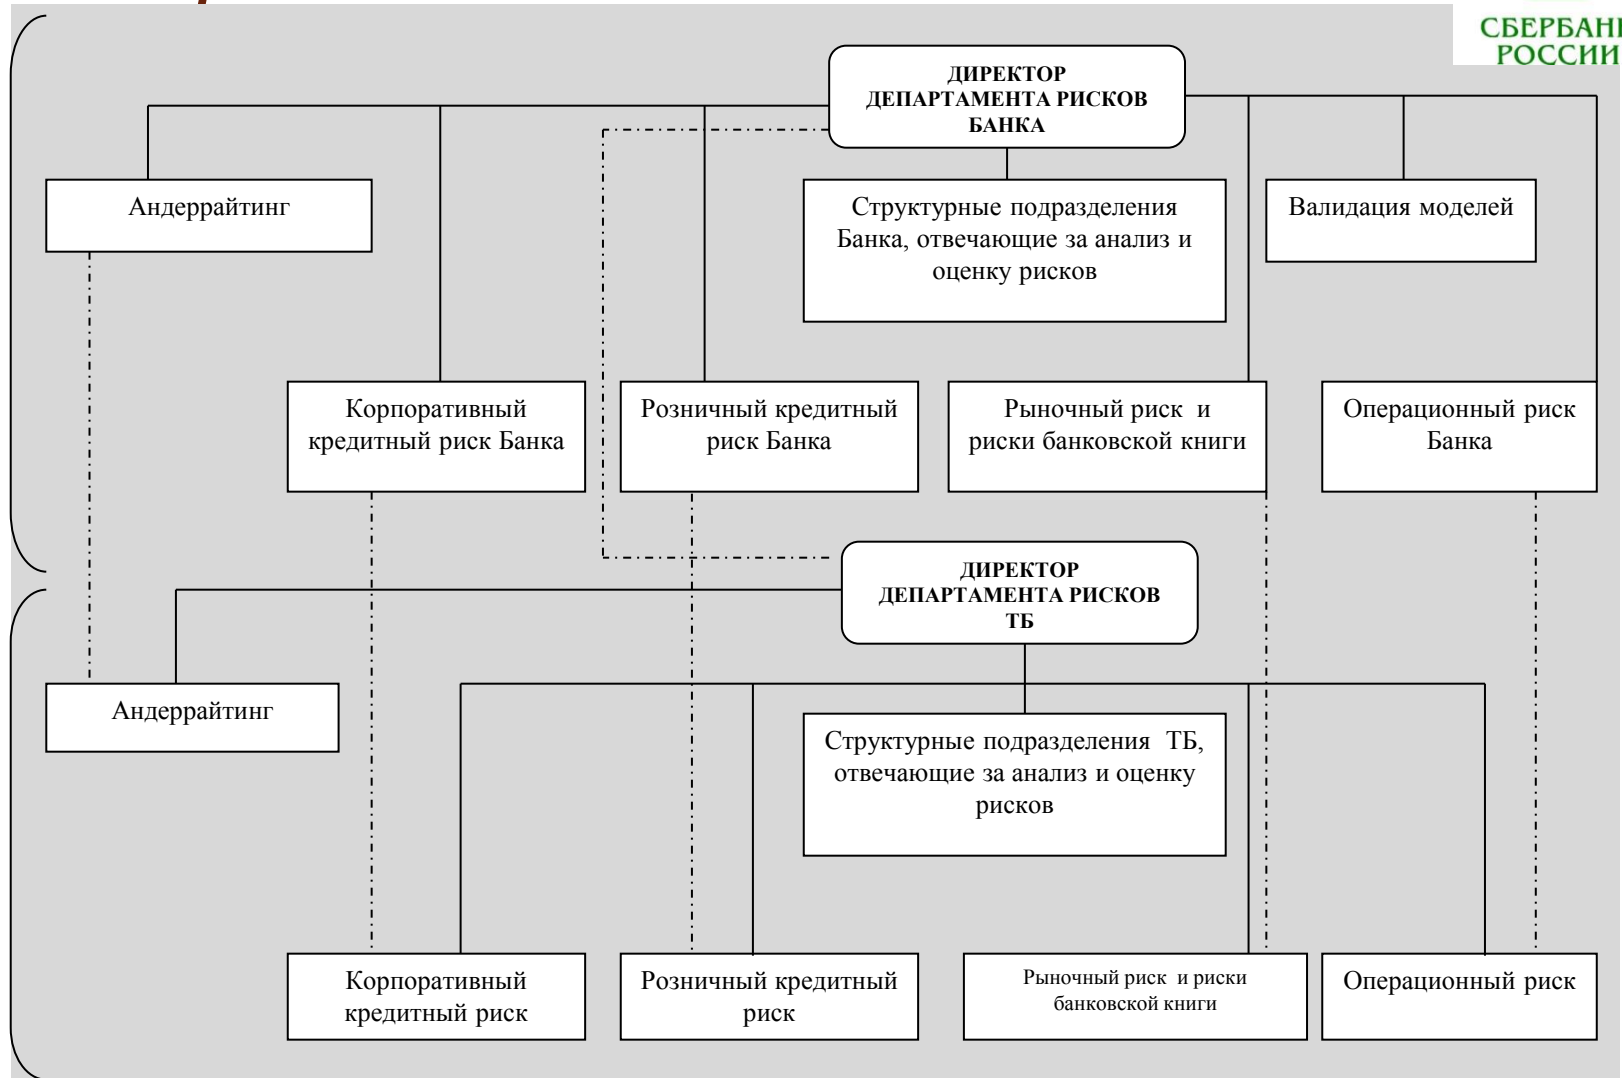 СБЕРБАНК
РОССИИ
ДИРЕКТОР
ДЕПАРТАМЕНТА РИСКОВ
БАНКА
Андеррайтинг
Структурные подразделения
Банка, отвечающие за анализ и
оценку рисков
Валидация моделей
Корпоративный
кредитный риск Банка
Розничный кредитный
риск Банка
Рыночный риск и
риски банковской книги
Операционный риск
Банка
ДИРЕКТОР
ДЕПАРТАМЕНТА РИСКОВ
ТБ
Андеррайтинг
Структурные подразделения ТБ,
отвечающие за анализ и оценку
рисков
Корпоративный
кредитный риск
Розничный кредитный
риск
Рыночный риск и риски
банковской книги
Операционный риск